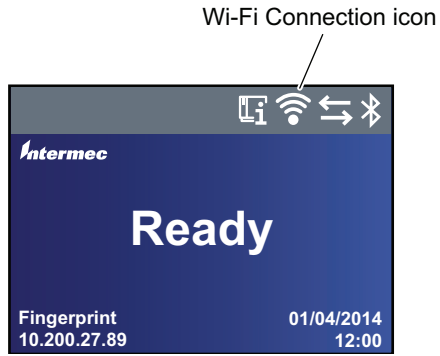 Wi-Fi Connection icon
Intermec
Ready
Fingerprint 01/04/2014
10.200.27.89 12:00